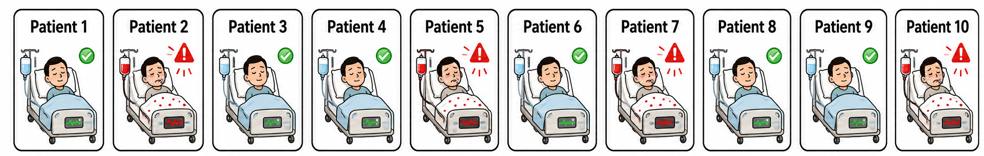 Patient 1
Patient 2
Patient 3
Patient 4
Patient 5
Patient 6
Patient 7
Patient 8
Patient 9
Patient 10